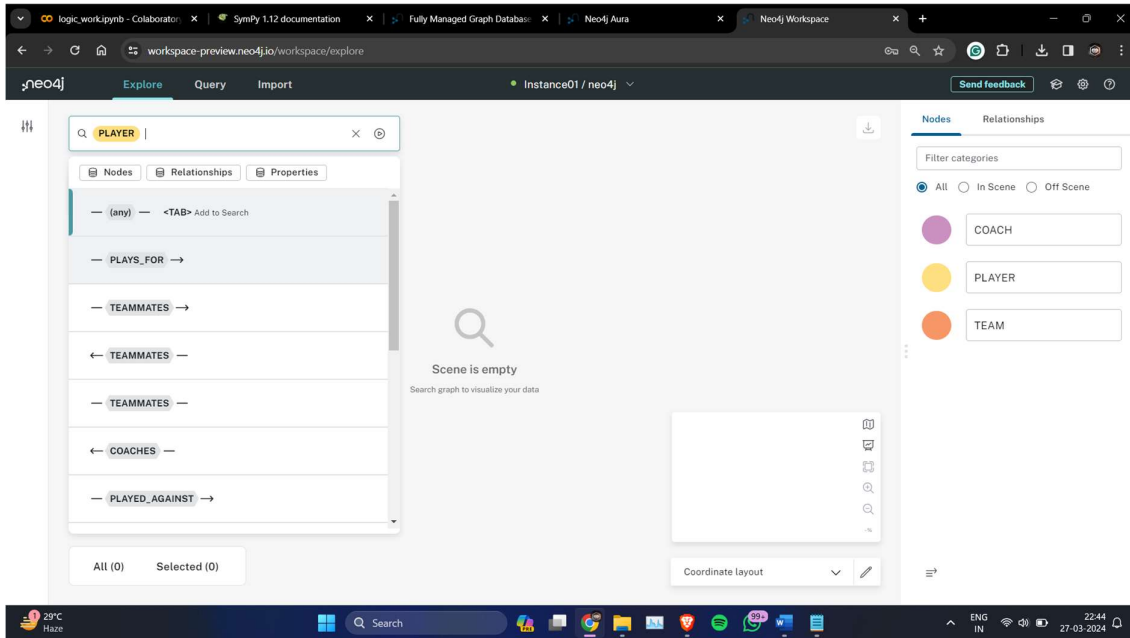 logic_work.ipynb - Colaborator
SymPy 1.12 documentation
Fully Managed Graph Database
Neo4j Aura
Neo4j Workspace
workspace-preview.neo4j.io/workspace/explore
neo4j
Explore
Query
Import
Instance01 / neo4j
Send feedback
PLAYER
Nodes
Relationships
Properties
(any) <TAB> Add to Search
PLAYS_FOR
TEAMMATES
TEAMMATES
TEAMMATES
COACHES
PLAYED_AGAINST
Scene is empty
Search graph to visualize your data
All (0)
Selected (0)
Coordinate layout
Nodes
Relationships
Filter categories
All
In Scene
Off Scene
COACH
PLAYER
TEAM
1
29°C
Haze
Search
99+
ENG
IN
22:44
27-03-2024